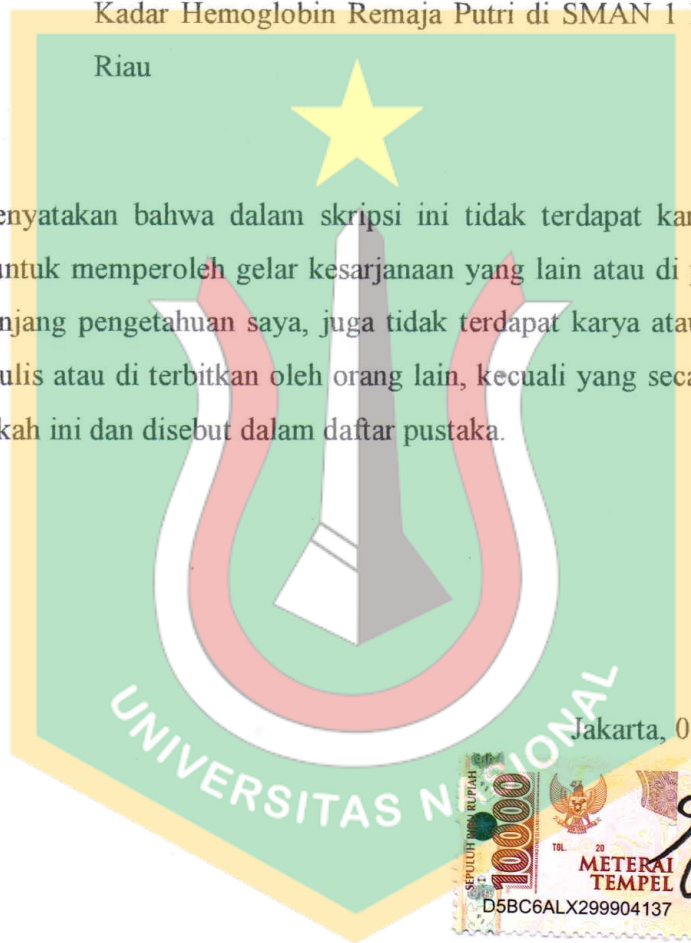 Kadar Hemoglobin Remaja Putri di SMAN 1
Riau
enyatakan bahwa dalam skripsi ini tidak terdapat kar
untuk memperoleh gelar kesarjanaan yang lain atau di
njang pengetahuan saya, juga tidak terdapat karya atau
ulis atau di terbitkan oleh orang lain, kecuali yang seca
kah ini dan disebut dalam daftar pustaka.
Jakarta, 0
UNIVERSITAS NASIONAL
SEPULUH RIBU RUPIAH
10000
TGL. 20
METERAI
TEMPEL
D5BC6ALX299904137